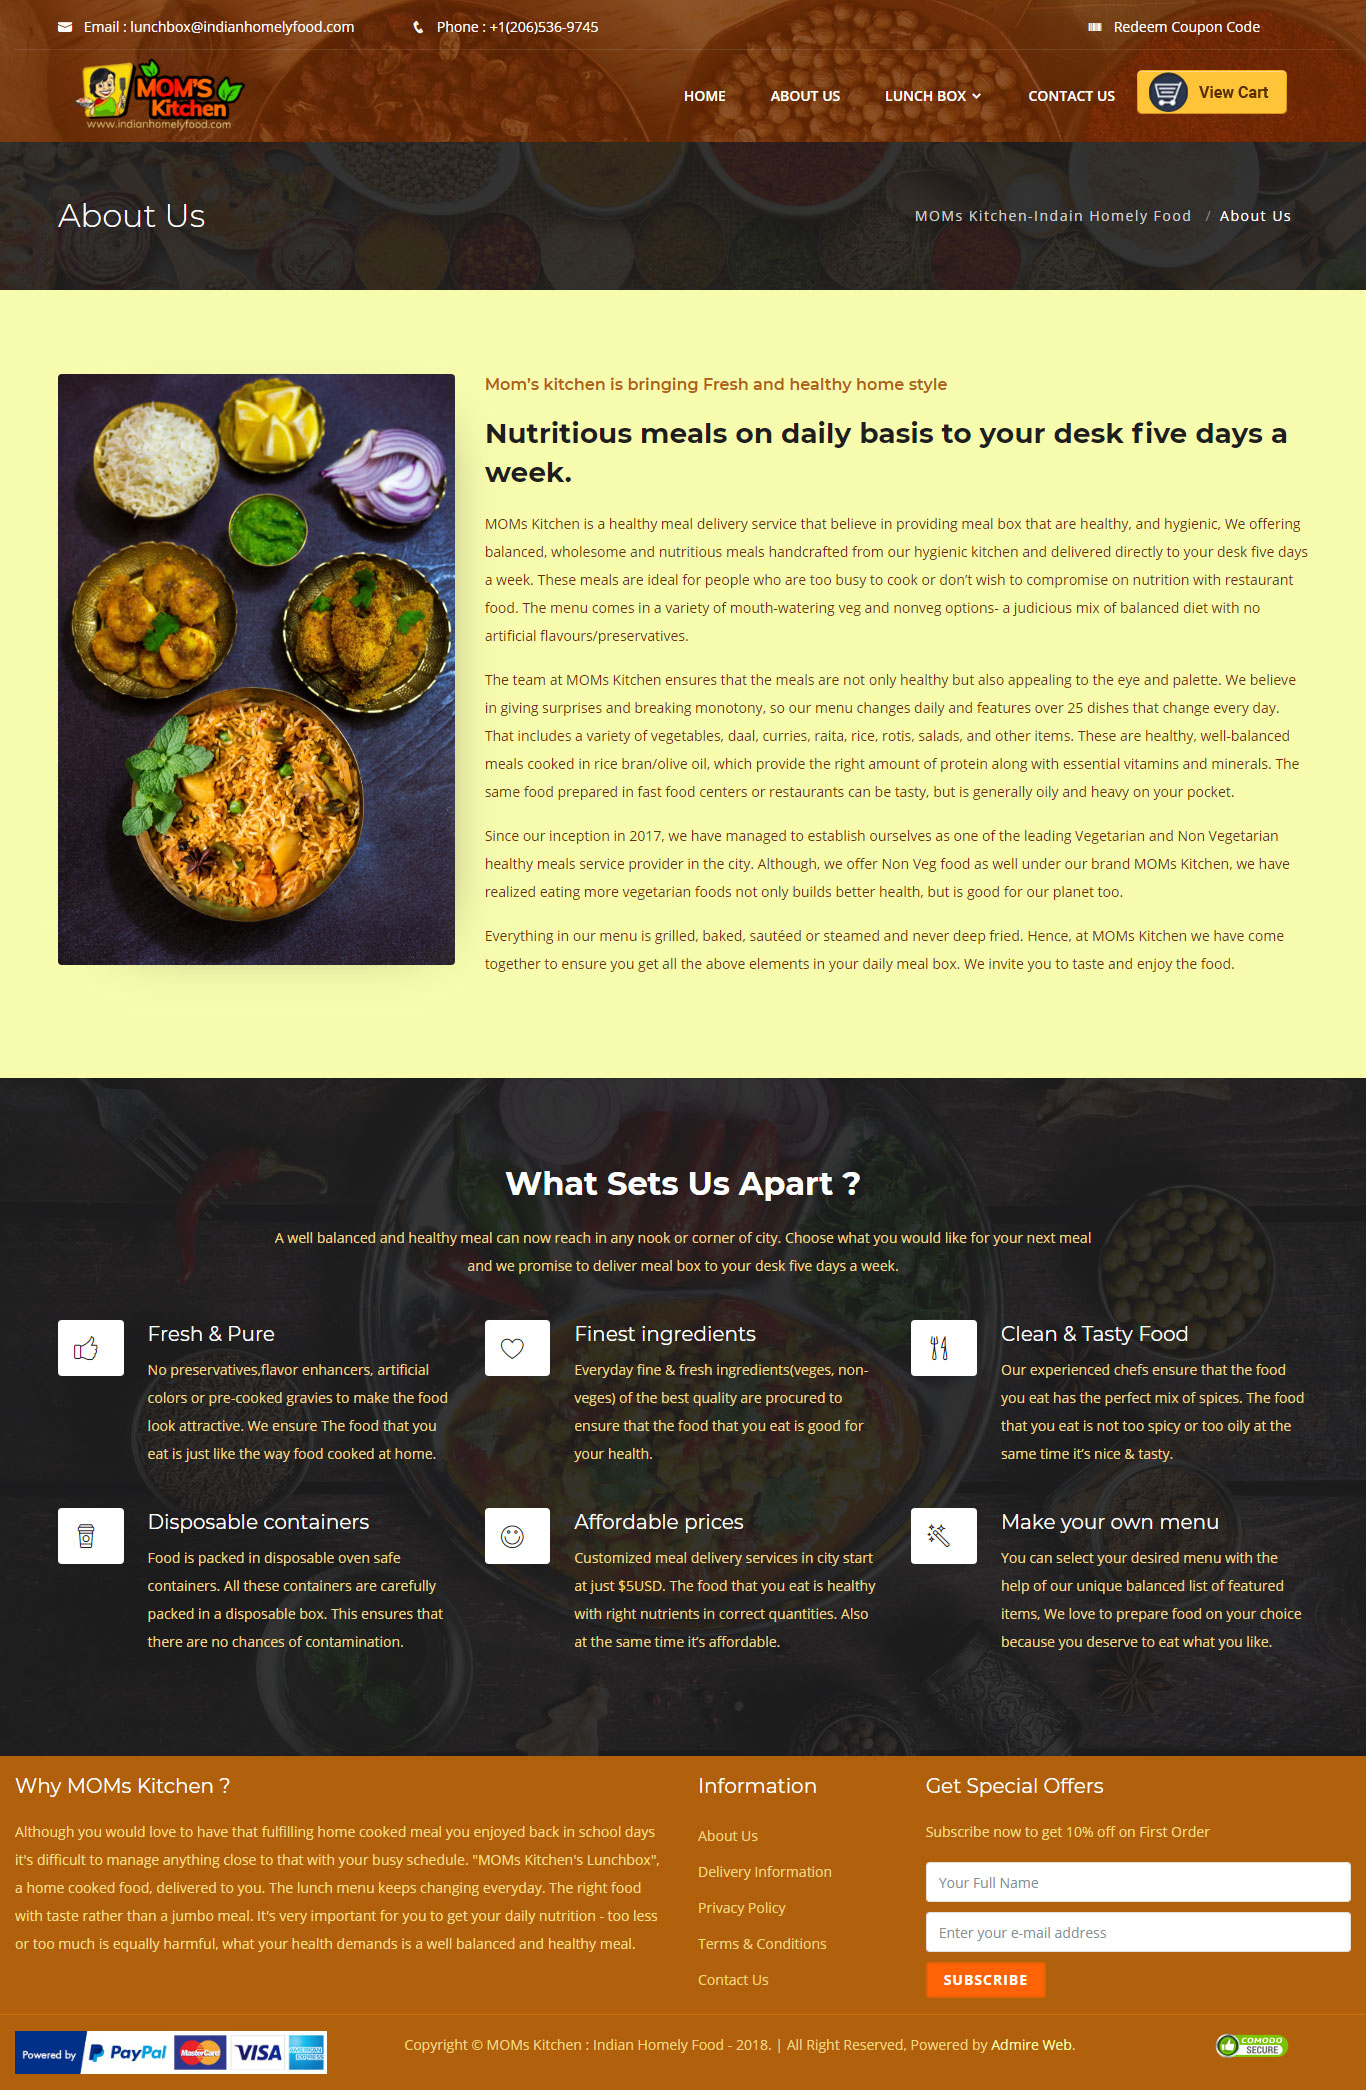 Email : lunchbox@indianhomelyfood.com
Phone : +1(206)536-9745
Redeem Coupon Code
MOM'S
Kitchen
www.indianhomelyfood.com
HOME
ABOUT US
LUNCH BOX
CONTACT US
View Cart
About Us
MOMs Kitchen-Indain Homely Food / About Us
Mom's kitchen is bringing Fresh and healthy home style
Nutritious meals on daily basis to your desk five days a
week.
MOMs Kitchen is a healthy meal delivery service that believe in providing meal box that are healthy, and hygienic, We offering
balanced, wholesome and nutritious meals handcrafted from our hygienic kitchen and delivered directly to your desk five days
a week. These meals are ideal for people who are too busy to cook or don't wish to compromise on nutrition with restaurant
food. The menu comes in a variety of mouth-watering veg and nonveg options- a judicious mix of balanced diet with no
artificial flavours/preservatives.
The team at MOMs Kitchen ensures that the meals are not only healthy but also appealing to the eye and palette. We believe
in giving surprises and breaking monotony, so our menu changes daily and features over 25 dishes that change every day.
That includes a variety of vegetables, daal, curries, raita, rice, rotis, salads, and other items. These are healthy, well-balanced
meals cooked in rice bran/olive oil, which provide the right amount of protein along with essential vitamins and minerals. The
same food prepared in fast food centers or restaurants can be tasty, but is generally oily and heavy on your pocket.
Since our inception in 2017, we have managed to establish ourselves as one of the leading Vegetarian and Non Vegetarian
healthy meals service provider in the city. Although, we offer Non Veg food as well under our brand MOMs Kitchen, we have
realized eating more vegetarian foods not only builds better health, but is good for our planet too.
Everything in our menu is grilled, baked, sautéed or steamed and never deep fried. Hence, at MOMs Kitchen we have come
together to ensure you get all the above elements in your daily meal box. We invite you to taste and enjoy the food.
What Sets Us Apart ?
A well balanced and healthy meal can now reach in any nook or corner of city. Choose what you would like for your next meal
and we promise to deliver meal box to your desk five days a week.
Fresh & Pure
No preservatives,flavor enhancers, artificial
colors or pre-cooked gravies to make the food
look attractive. We ensure The food that you
eat is just like the way food cooked at home.
Finest ingredients
Everyday fine & fresh ingredients(veges, non-
veges) of the best quality are procured to
ensure that the food that you eat is good for
your health.
Clean & Tasty Food
Our experienced chefs ensure that the food
you eat has the perfect mix of spices. The food
that you eat is not too spicy or too oily at the
same time it's nice & tasty.
Disposable containers
Food is packed in disposable oven safe
containers. All these containers are carefully
packed in a disposable box. This ensures that
there are no chances of contamination.
Affordable prices
Customized meal delivery services in city start
at just $5USD. The food that you eat is healthy
with right nutrients in correct quantities. Also
at the same time it's affordable.
Make your own menu
You can select your desired menu with the
help of our unique balanced list of featured
items, We love to prepare food on your choice
because you deserve to eat what you like.
Why MOMs Kitchen ?
Although you would love to have that fulfilling home cooked meal you enjoyed back in school days
it's difficult to manage anything close to that with your busy schedule. "MOMs Kitchen's Lunchbox",
a home cooked food, delivered to you. The lunch menu keeps changing everyday. The right food
with taste rather than a jumbo meal. It's very important for you to get your daily nutrition - too less
or too much is equally harmful, what your health demands is a well balanced and healthy meal.
Information
About Us
Delivery Information
Privacy Policy
Terms & Conditions
Contact Us
Get Special Offers
Subscribe now to get 10% off on First Order
Your Full Name
Enter your e-mail address
SUBSCRIBE
Powered by PayPal MasterCard VISA AMERICAN EXPRESS
Copyright © MOMs Kitchen : Indian Homely Food - 2018. | All Right Reserved, Powered by Admire Web.
COMODO
SECURE